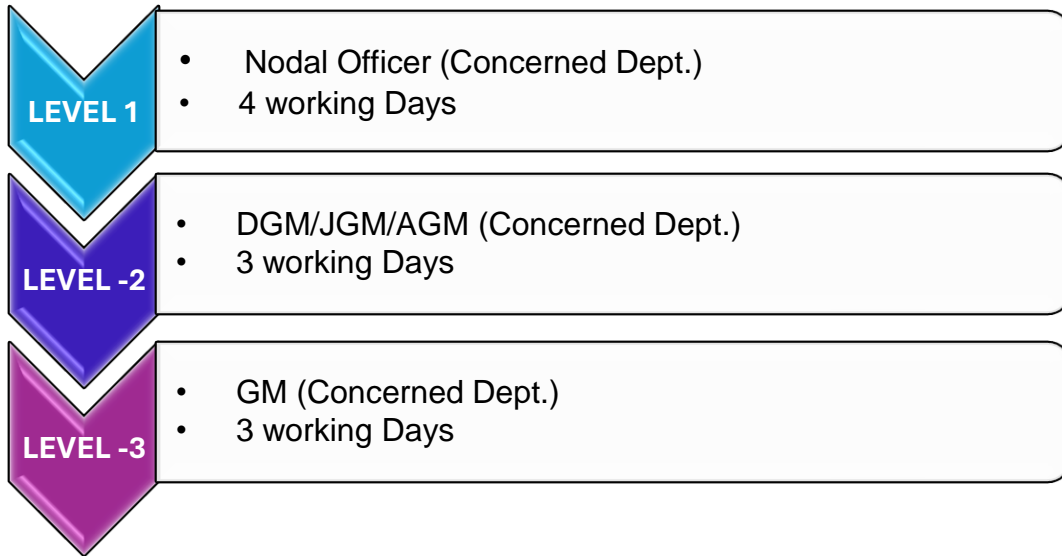 LEVEL 1
• Nodal Officer (Concerned Dept.)
• 4 working Days
LEVEL -2
• DGM/JGM/AGM (Concerned Dept.)
• 3 working Days
LEVEL -3
• GM (Concerned Dept.)
• 3 working Days